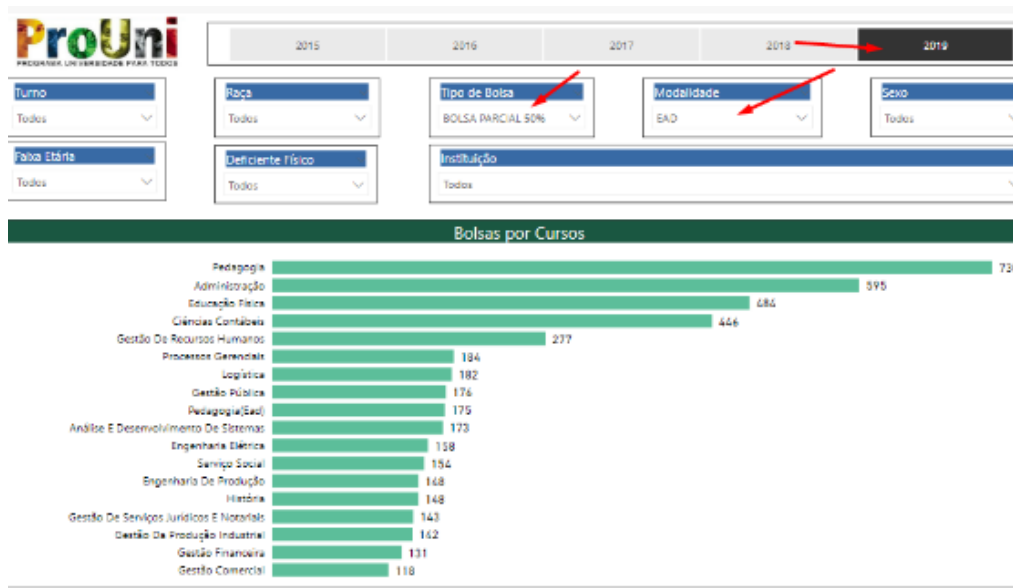 ProUni
PROGRAMA UNIVERSIDADE PARA TODOS
2015 2016 2017 2018 2019
Turno Raça Tipo de Bolsa Modalidade Sexo
Todos Todos BOLSA PARCIAL 50% EAD Todos
Faixa Etária Deficiente Físico Instituição
Todos Todos Todos
Bolsas por Cursos
Pedagogia
Administração 595
Educação Física 484
Ciências Contábeis 446
Gestão De Recursos Humanos 277
Processos Gerenciais 184
Logística 182
Gestão Pública 176
Pedagogia(Ead) 175
Análise E Desenvolvimento De Sistemas 173
Engenharia Elétrica 158
Serviço Social 154
Engenharia De Produção 148
História 148
Gestão De Serviços Jurídicos E Notariais 143
Gestão Da Produção Industrial 142
Gestão Financeira 131
Gestão Comercial 118